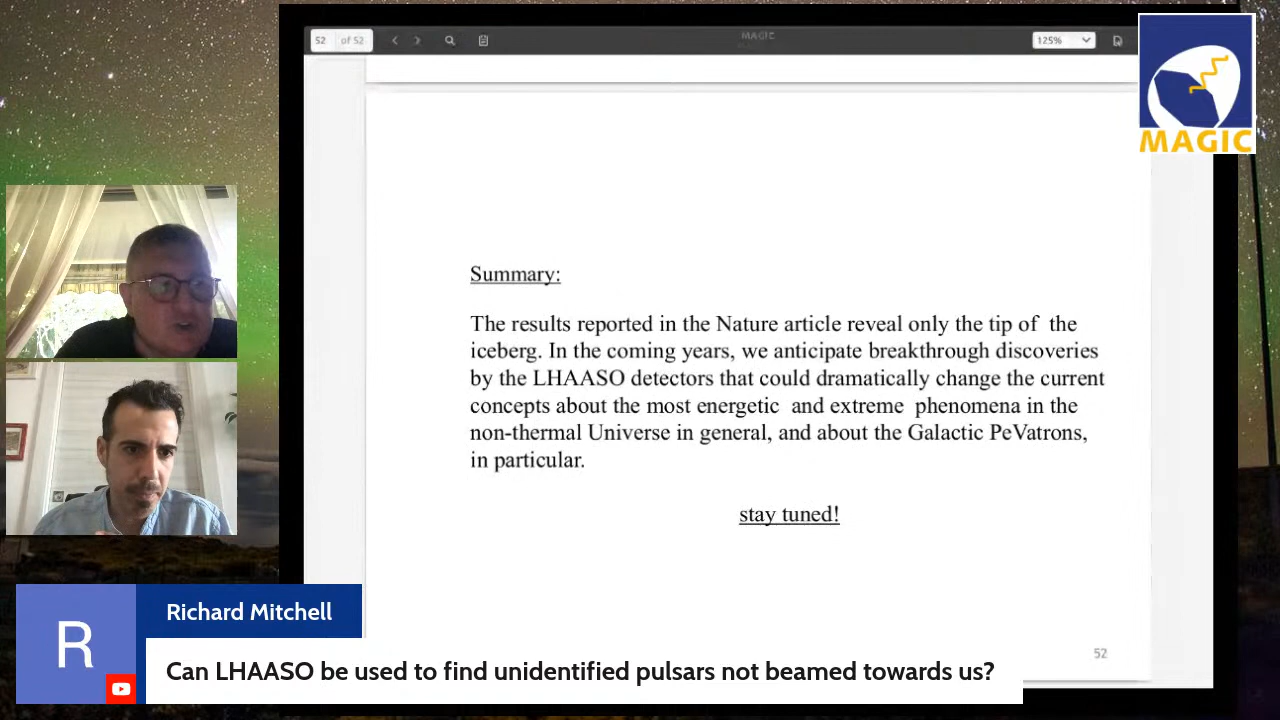 52 of 52
MAGIC
125%
MAGIC
Summary:
The results reported in the Nature article reveal only the tip of the
iceberg. In the coming years, we anticipate breakthrough discoveries
by the LHAASO detectors that could dramatically change the current
concepts about the most energetic and extreme phenomena in the
non-thermal Universe in general, and about the Galactic PeVatrons,
in particular.
stay tuned!
52
R
Richard Mitchell
Can LHAASO be used to find unidentified pulsars not beamed towards us?